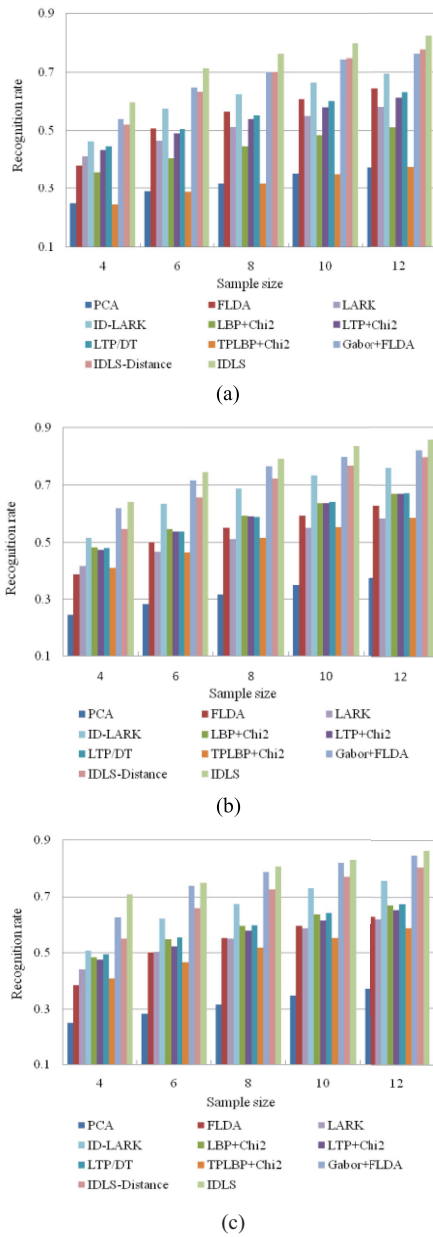 (a)
Recognition rate
0.9
0.7
0.5
0.3
0.1
4 6 8 10 12
Sample size
PCA FLDA LARK
ID-LARK LBP+Chi2 LTP+Chi2
LTP/DT TPLBP+Chi2 Gabor+FLDA
IDLS-Distance IDLS
(a)
Recognition rate
0.9
0.7
0.5
0.3
0.1
4 6 8 10 12
Sample size
PCA FLDA LARK
ID-LARK LBP+Chi2 LTP+Chi2
LTP/DT TPLBP+Chi2 Gabor+FLDA
IDLS-Distance IDLS
(b)
Recognition rate
0.9
0.7
0.5
0.3
0.1
4 6 8 10 12
Sample size
PCA FLDA LARK
ID-LARK LBP+Chi2 LTP+Chi2
LTP/DT TPLBP+Chi2 Gabor+FLDA
IDLS-Distance IDLS
(c)